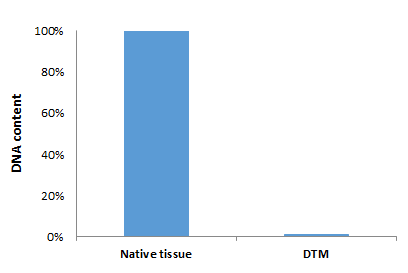 DNA content
100%
80%
60%
40%
20%
0%
Native tissue
DTM